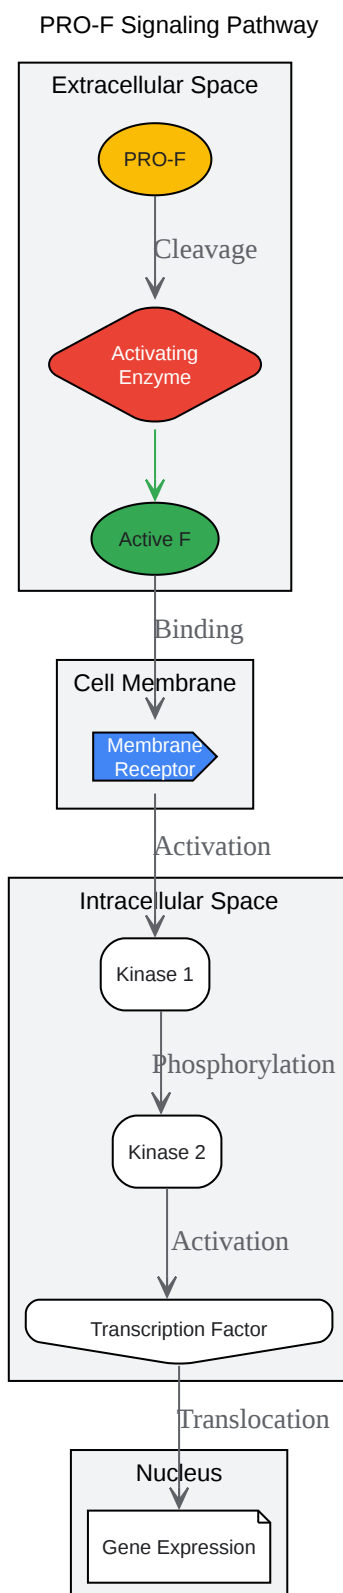 PRO-F Signaling Pathway
Extracellular Space
PRO-F
Cleavage
Activating
Enzyme
Active F
Binding
Cell Membrane
Membrane
Receptor
Activation
Intracellular Space
Kinase 1
Phosphorylation
Kinase 2
Activation
Transcription Factor
Translocation
Nucleus
Gene Expression